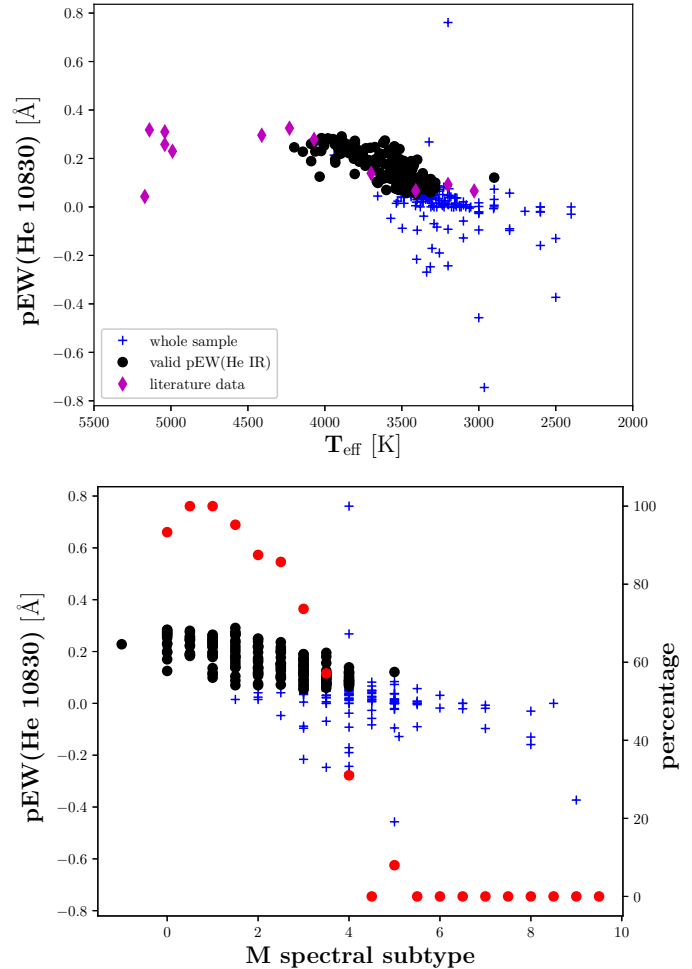 0.8
0.6
0.4
0.2
0.0
−0.2
−0.4
−0.6
−0.8
pEW(He 10830) [Å]
whole sample
valid pEW(He IR)
literature data
5500 5000 4500 4000 3500 3000 2500 2000
T_eff [K]
0.8
0.6
0.4
0.2
0.0
−0.2
−0.4
−0.6
−0.8
pEW(He 10830) [Å]
100
80
60
40
20
0
percentage
0 2 4 6 8 10
M spectral subtype